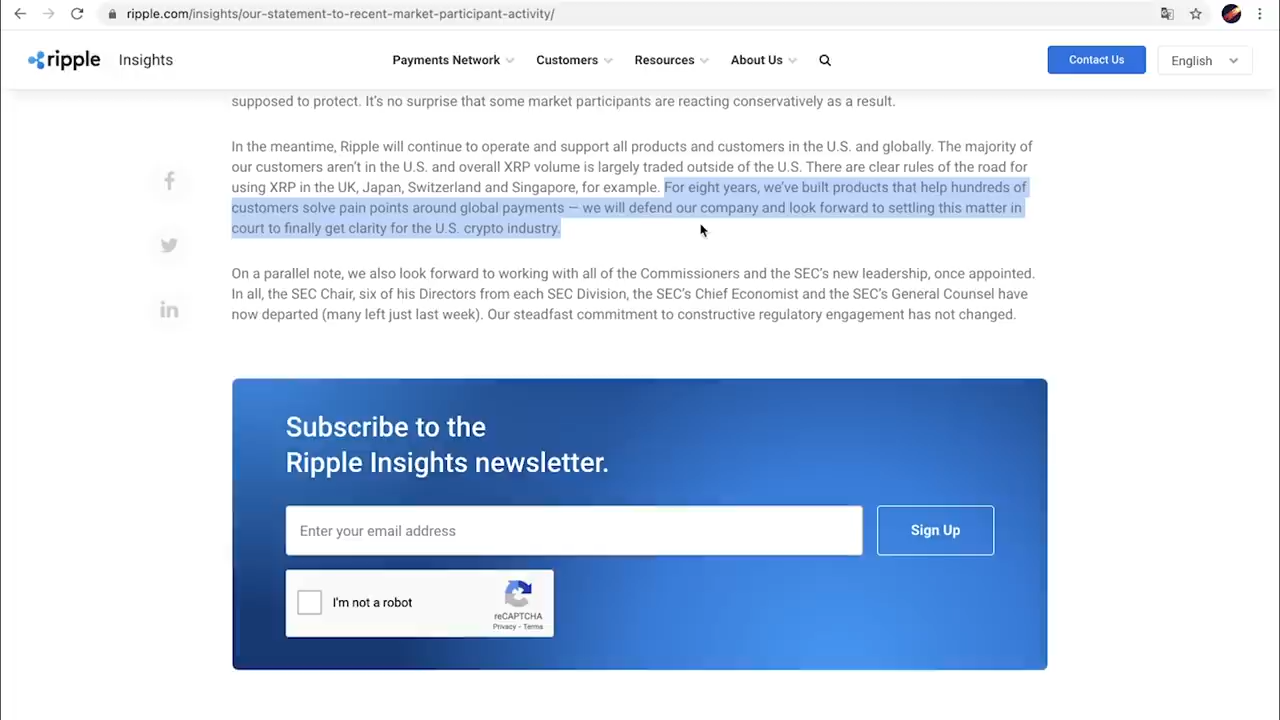 ripple.com/insights/our-statement-to-recent-market-participant-activity/
ripple Insights Payments Network Customers Resources About Us Contact Us English
supposed to protect. It’s no surprise that some market participants are reacting conservatively as a result.
In the meantime, Ripple will continue to operate and support all products and customers in the U.S. and globally. The majority of
our customers aren’t in the U.S. and overall XRP volume is largely traded outside of the U.S. There are clear rules of the road for
using XRP in the UK, Japan, Switzerland and Singapore, for example. For eight years, we’ve built products that help hundreds of
customers solve pain points around global payments — we will defend our company and look forward to settling this matter in
court to finally get clarity for the U.S. crypto industry.
On a parallel note, we also look forward to working with all of the Commissioners and the SEC’s new leadership, once appointed.
In all, the SEC Chair, six of his Directors from each SEC Division, the SEC’s Chief Economist and the SEC’s General Counsel have
now departed (many left just last week). Our steadfast commitment to constructive regulatory engagement has not changed.
Subscribe to the
Ripple Insights newsletter.
Enter your email address
Sign Up
I'm not a robot
reCAPTCHA
Privacy - Terms